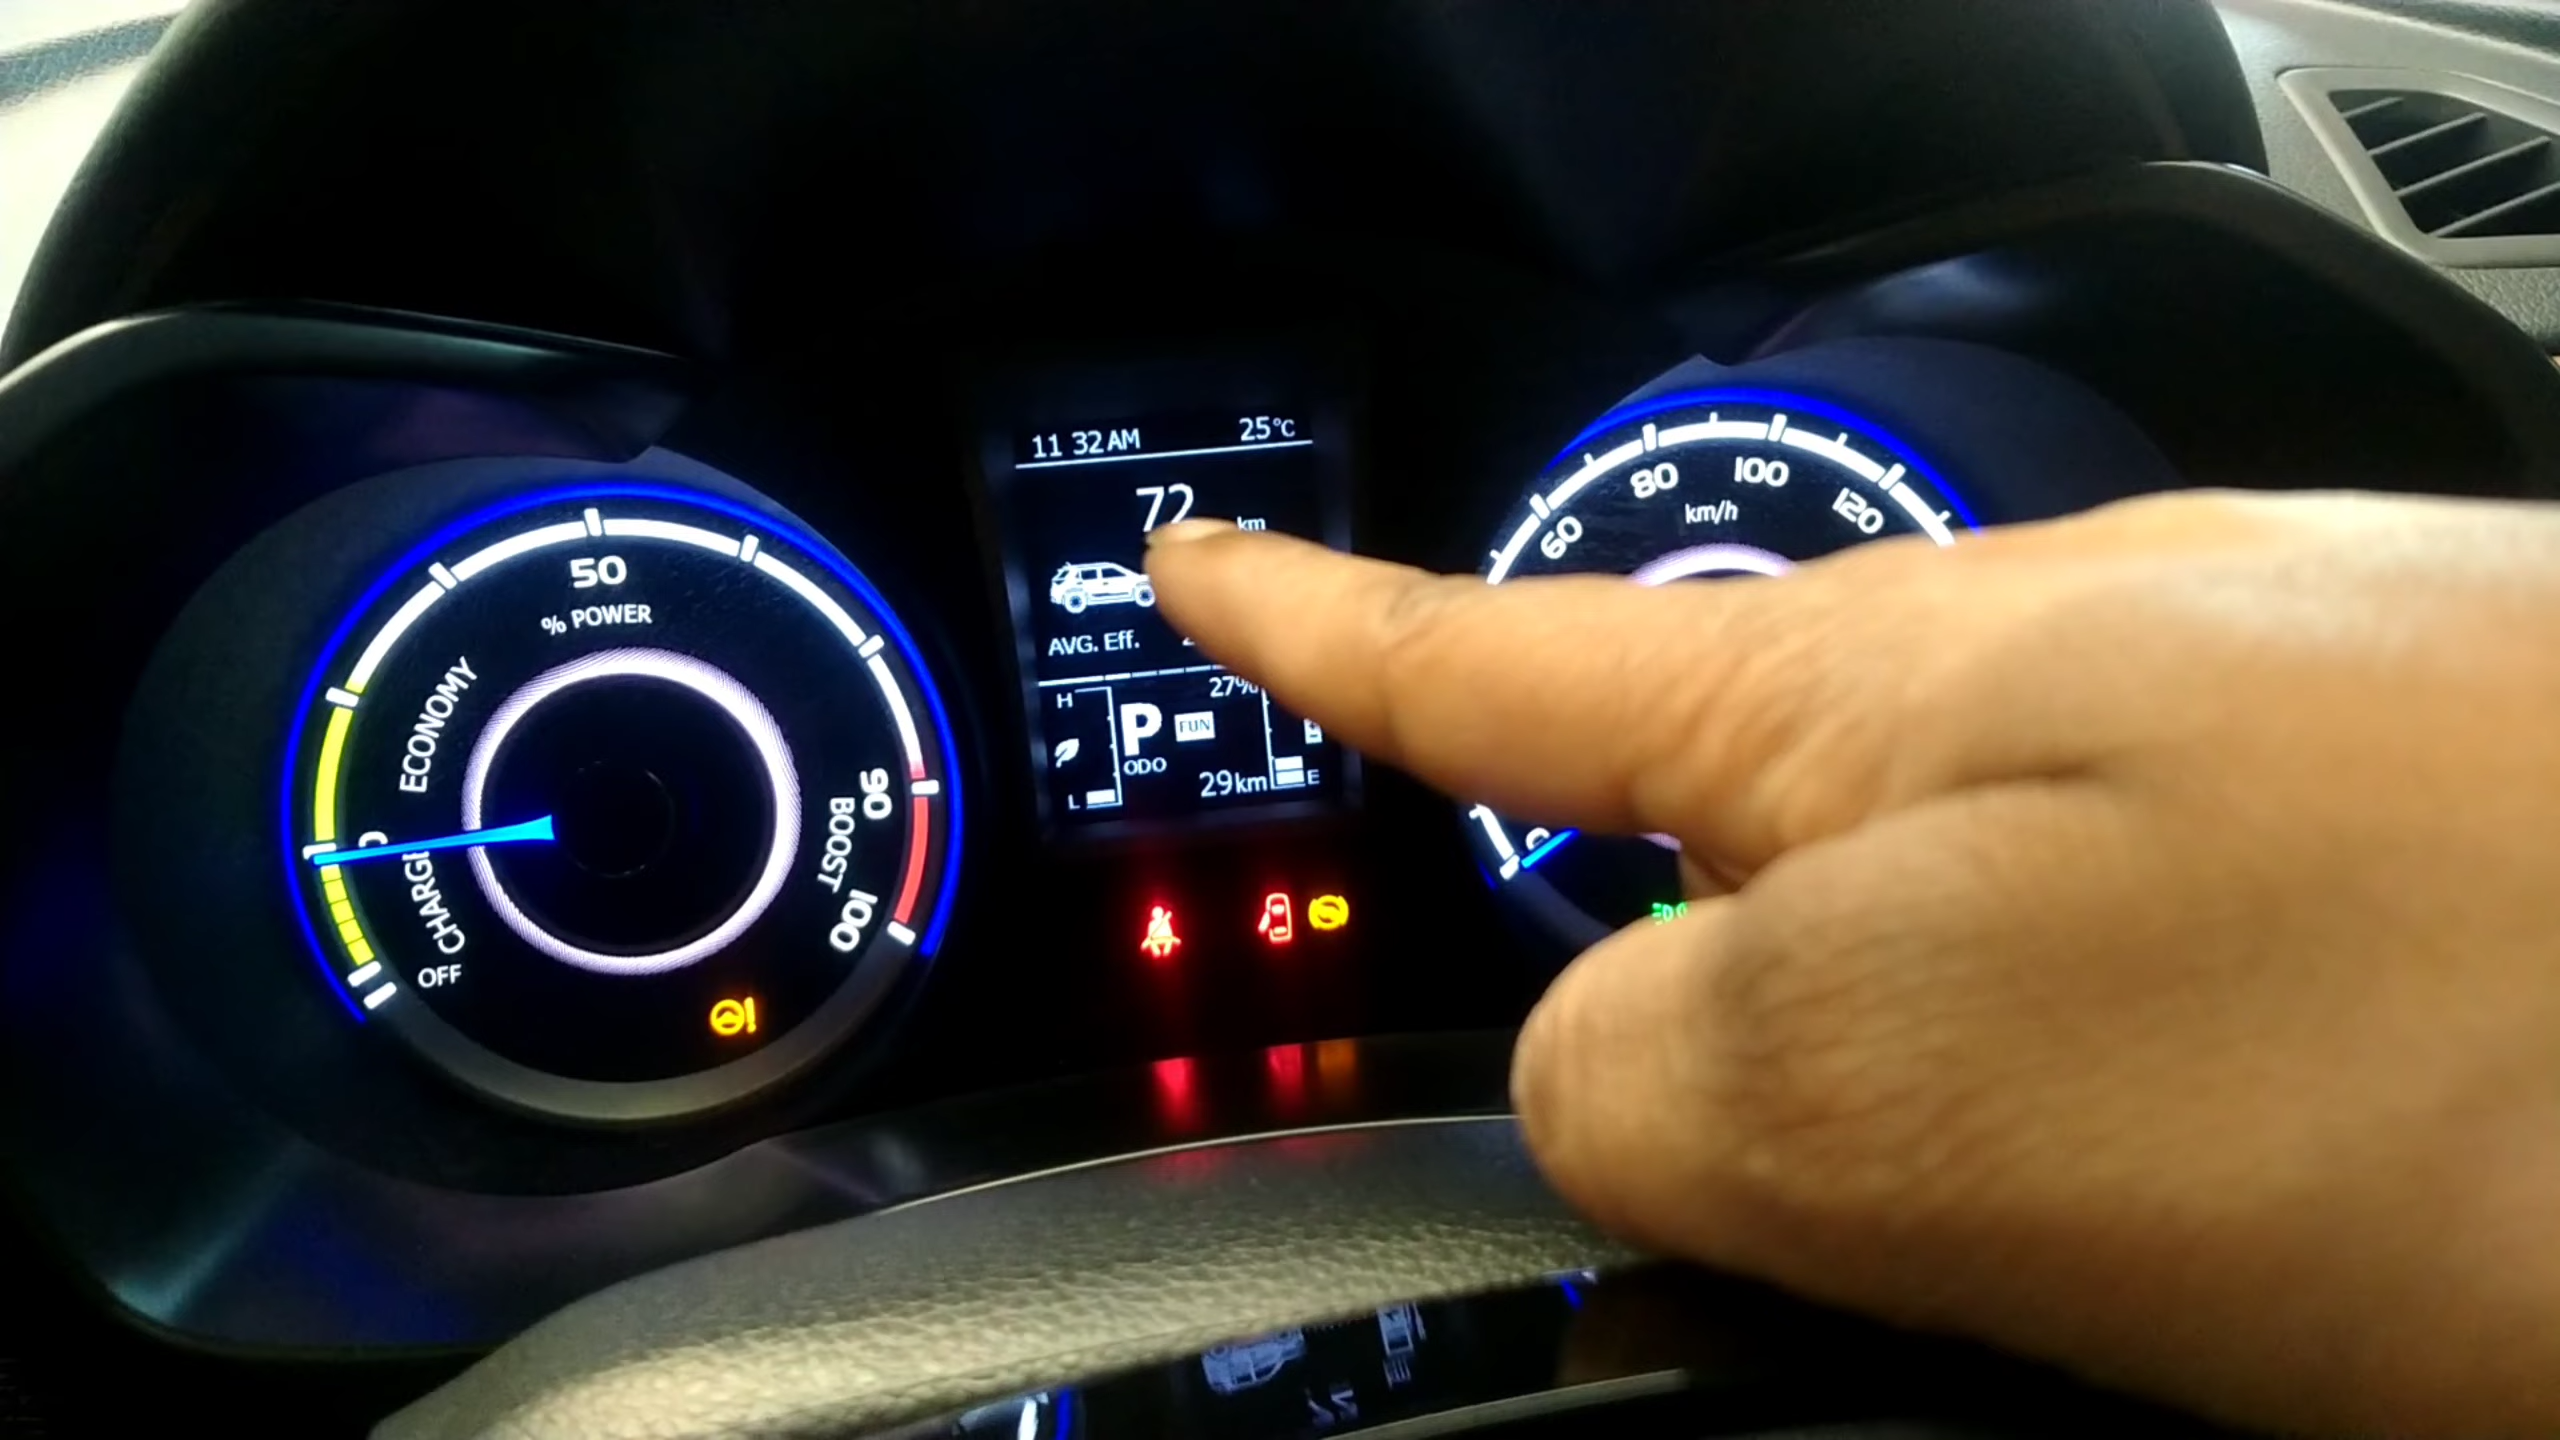 50
% POWER
ECONOMY
CHARG
OFF
90
BOOST
100
11 32 AM 25°C
72 km
AVG. Eff.
H
27%
P FUN
ODO
29km
L
E
60
80
100
120
km/h